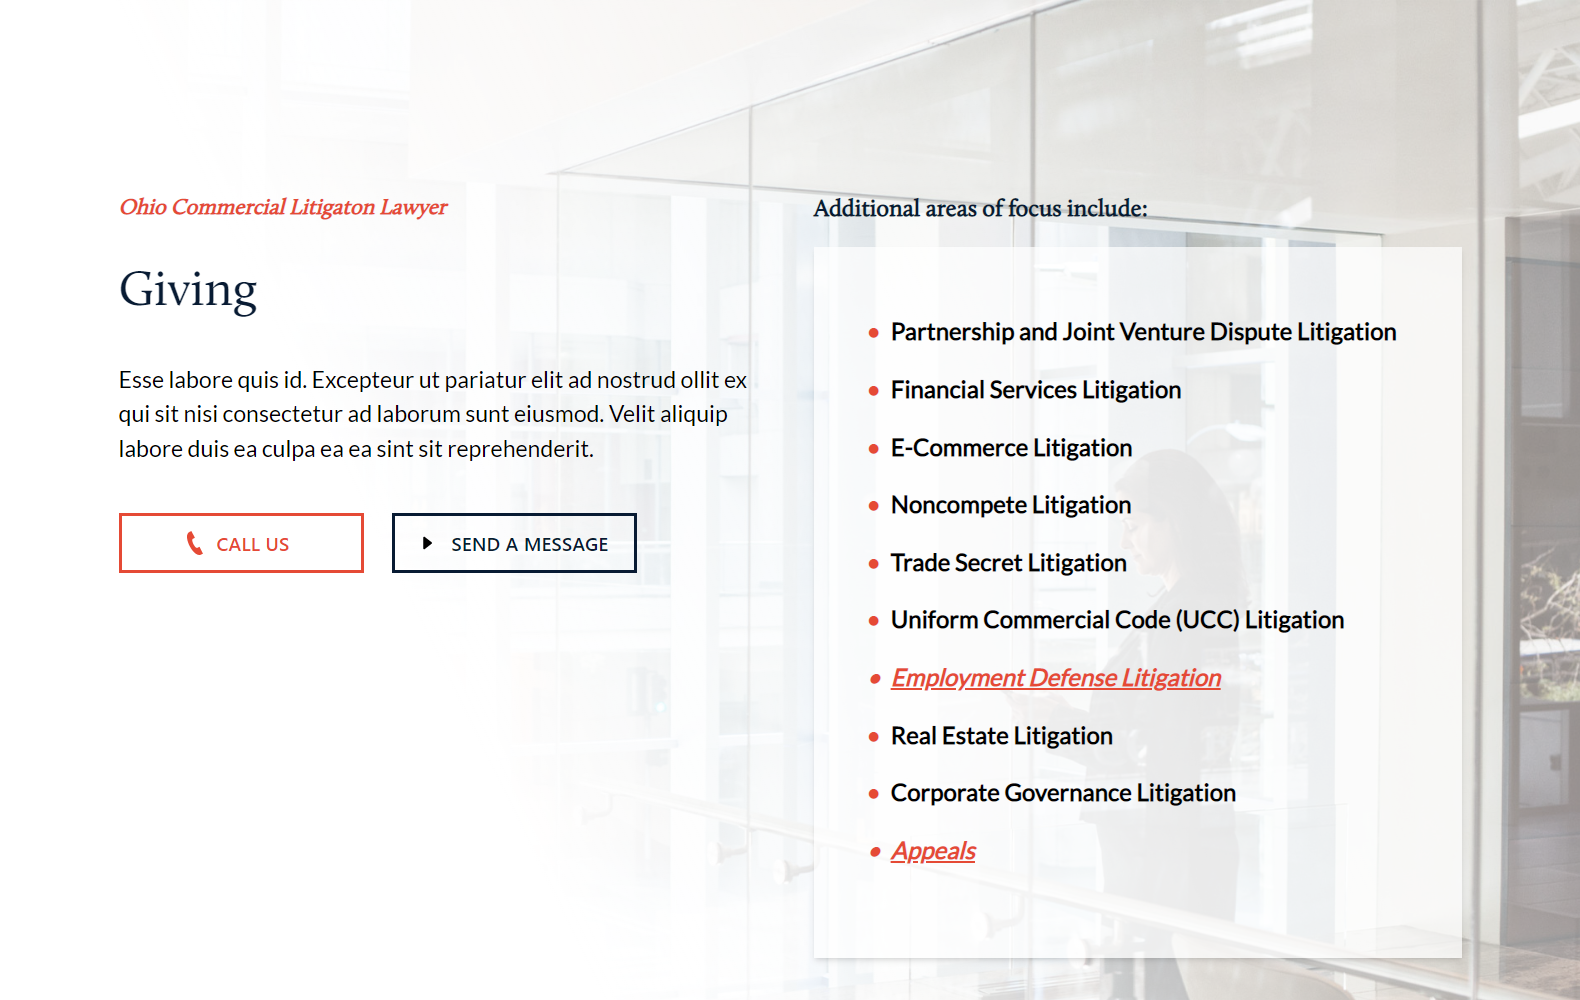 Ohio Commercial Litigaton Lawyer
Giving
Esse labore quis id. Excepteur ut pariatur elit ad nostrud ollit ex
qui sit nisi consectetur ad laborum sunt eiusmod. Velit aliquip
labore duis ea culpa ea ea sint sit reprehenderit.
CALL US
SEND A MESSAGE
Additional areas of focus include:
Partnership and Joint Venture Dispute Litigation
Financial Services Litigation
E-Commerce Litigation
Noncompete Litigation
Trade Secret Litigation
Uniform Commercial Code (UCC) Litigation
Employment Defense Litigation
Real Estate Litigation
Corporate Governance Litigation
Appeals